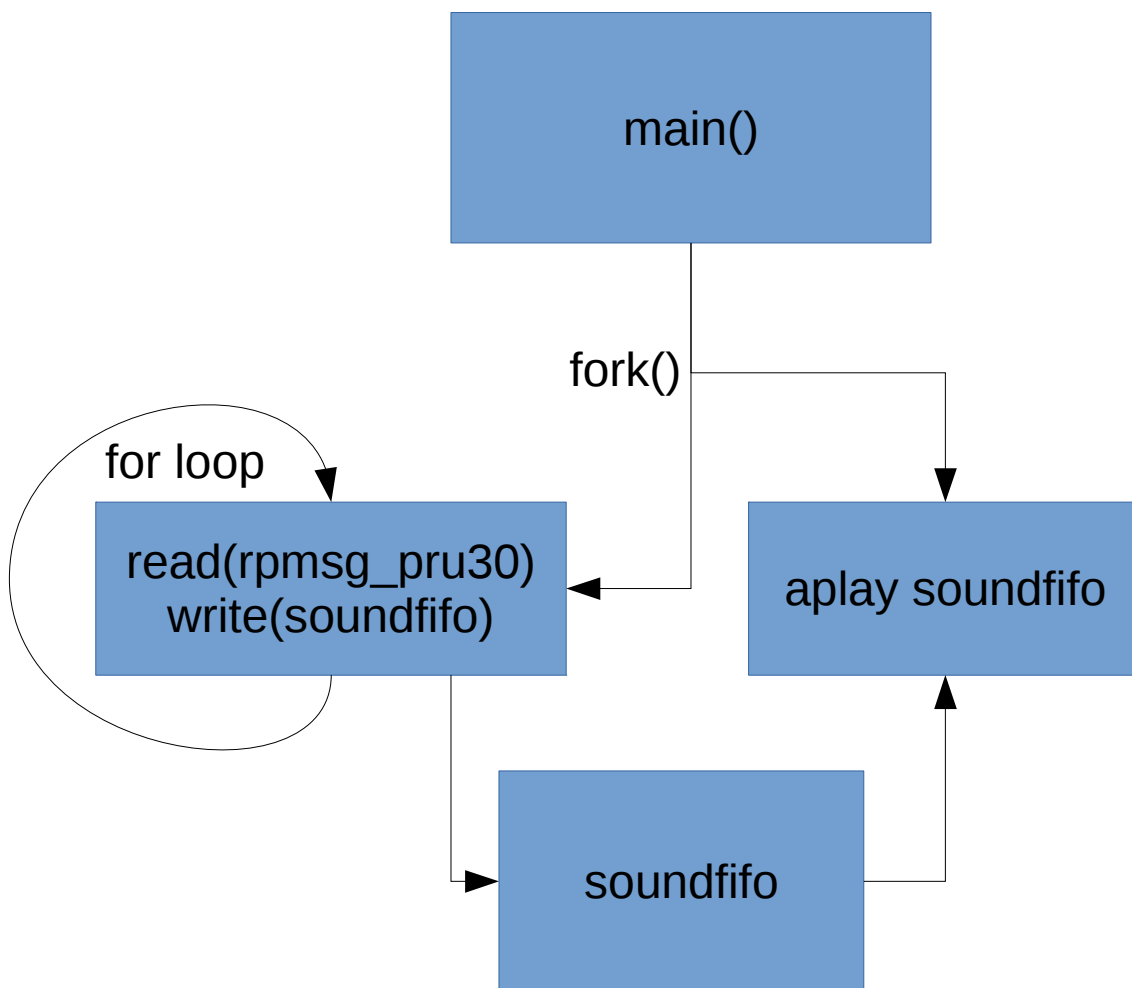 main()
fork()
for loop
read(rpmsg_pru30)
write(soundfifo)
aplay soundfifo
soundfifo